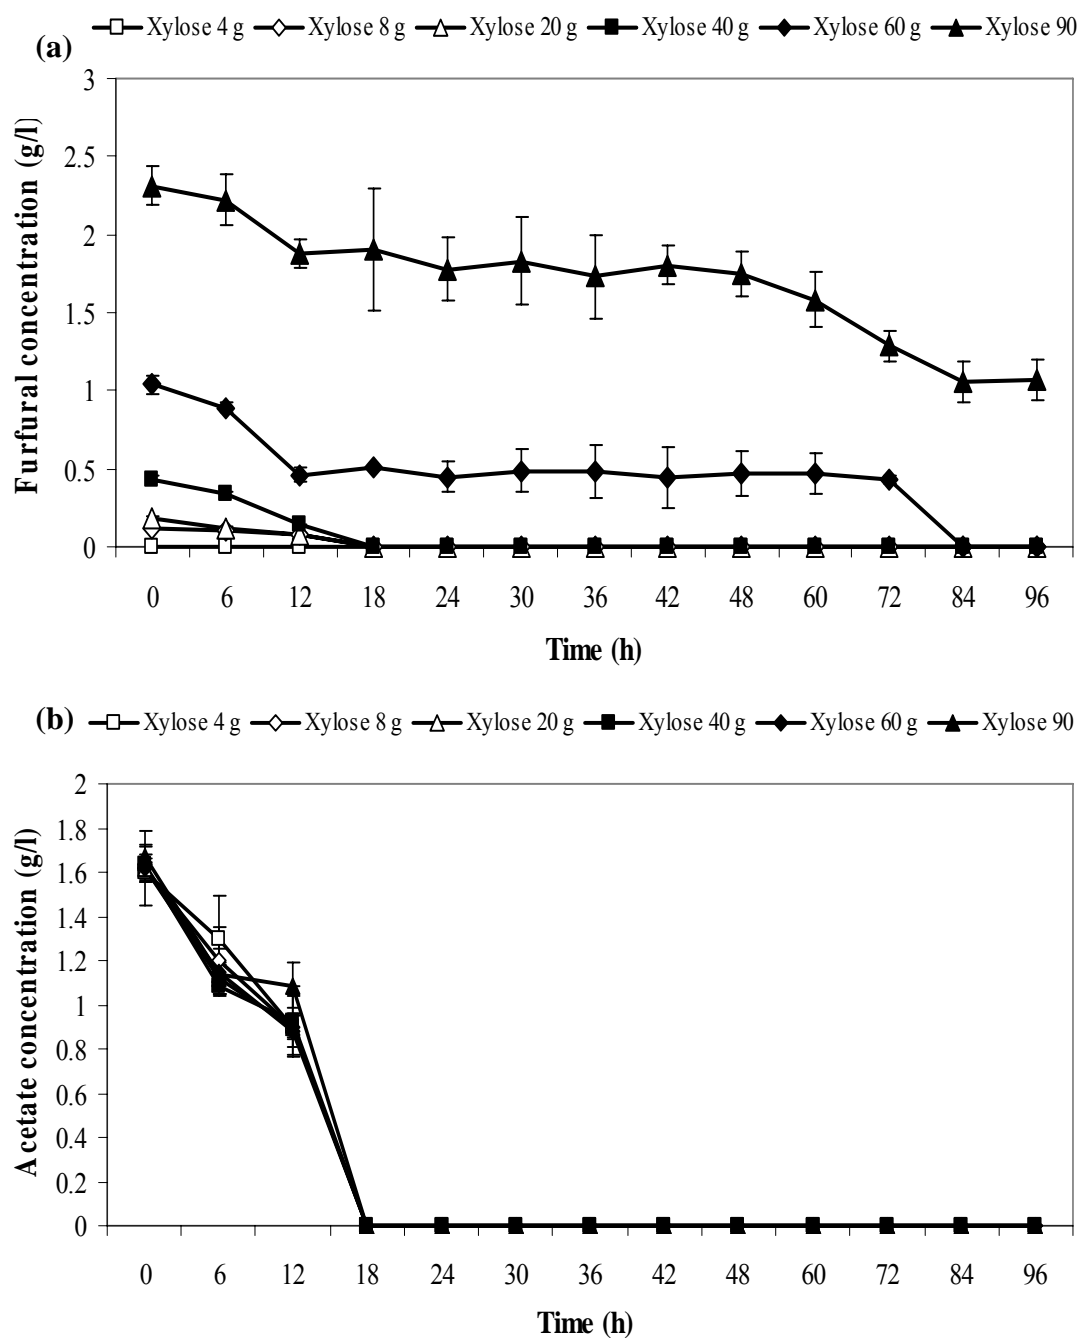 (a) Xylose 4 g Xylose 8 g Xylose 20 g Xylose 40 g Xylose 60 g Xylose 90
Furfural concentration (g/l)
3
2.5
2
1.5
1
0.5
0
0 6 12 18 24 30 36 42 48 60 72 84 96
Time (h)
(b) Xylose 4 g Xylose 8 g Xylose 20 g Xylose 40 g Xylose 60 g Xylose 90
Acetate concentration (g/l)
2
1.8
1.6
1.4
1.2
1
0.8
0.6
0.4
0.2
0
0 6 12 18 24 30 36 42 48 60 72 84 96
Time (h)